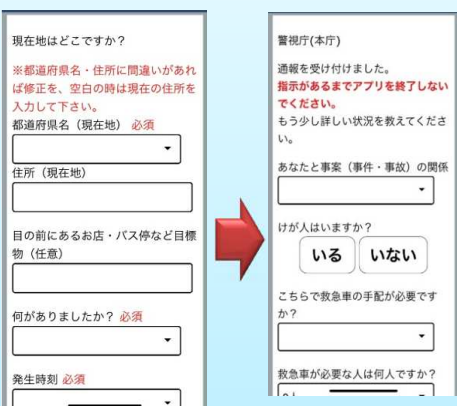 現在地はどこですか？
※都道府県名・住所に間違いがあれ
ば修正を、空白の時は現在の住所を
入力して下さい。
都道府県名（現在地） 必須
住所（現在地）
目の前にあるお店・バス停など目標
物（任意）
何がありましたか？ 必須
発生時刻 必須
警視庁(本庁)
通報を受け付けました。
指示があるまでアプリを終了しない
でください。
もう少し詳しい状況を教えてくださ
い。
あなたと事案（事件・事故）の関係
けが人はいますか？
いる いない
こちらで救急車の手配が必要です
か？
救急車が必要な人は何人ですか？